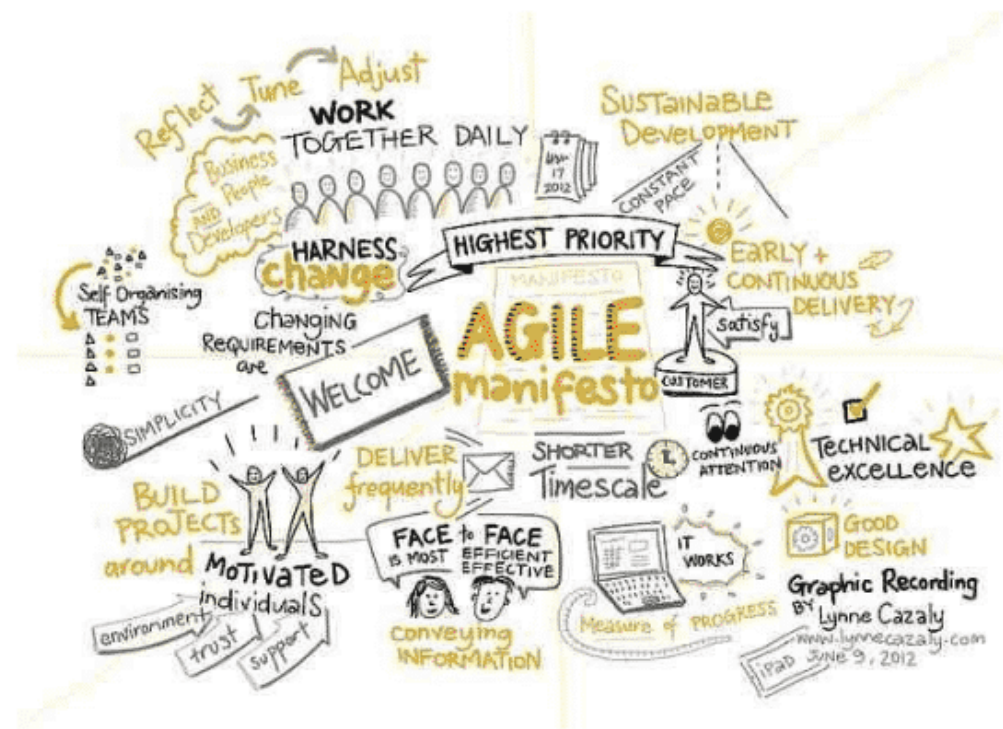 Reflect
Tune
Adjust
WORK
TOGETHER DAILY
Business
People
AND
Developers
17
2012
SUSTAINABLE
DEVELOPMENT
CONSTANT
PACE
HARNESS
change
HIGHEST PRIORITY
EARLY +
CONTINUOUS
DELIVERY
Self Organising
TEAMS
CHANGING
REQUIREMENTS
are
WELCOME
MANIFESTO
AGILE
manifesto
satisfy
CUSTOMER
SIMPLICITY
DELIVER
frequently
SHORTER
Timescale
CONTINUOUS
ATTENTION
TECHNICAL
excellence
BUILD
PROJECTS
around
MOTIVATED
individuals
environment
trust
support
FACE to FACE
IS MOST EFFICIENT
EFFECTIVE
conveying
INFORMATION
IT
WORKS
Measure of PROGRESS
GOOD
DESIGN
Graphic Recording
BY Lynne Cazaly
www.lynnecazaly.com
JUNE 9, 2012
iPad